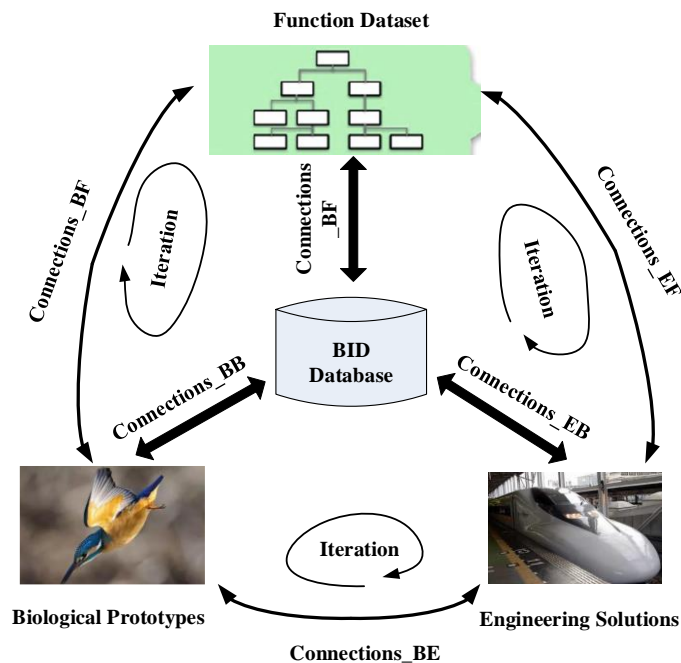 Function Dataset
Connections
_BF
Connections_BF
Iteration
Connections_EF
Iteration
BID
Database
Connections_BB
Connections_EB
Iteration
Biological Prototypes
Engineering Solutions
Connections_BE